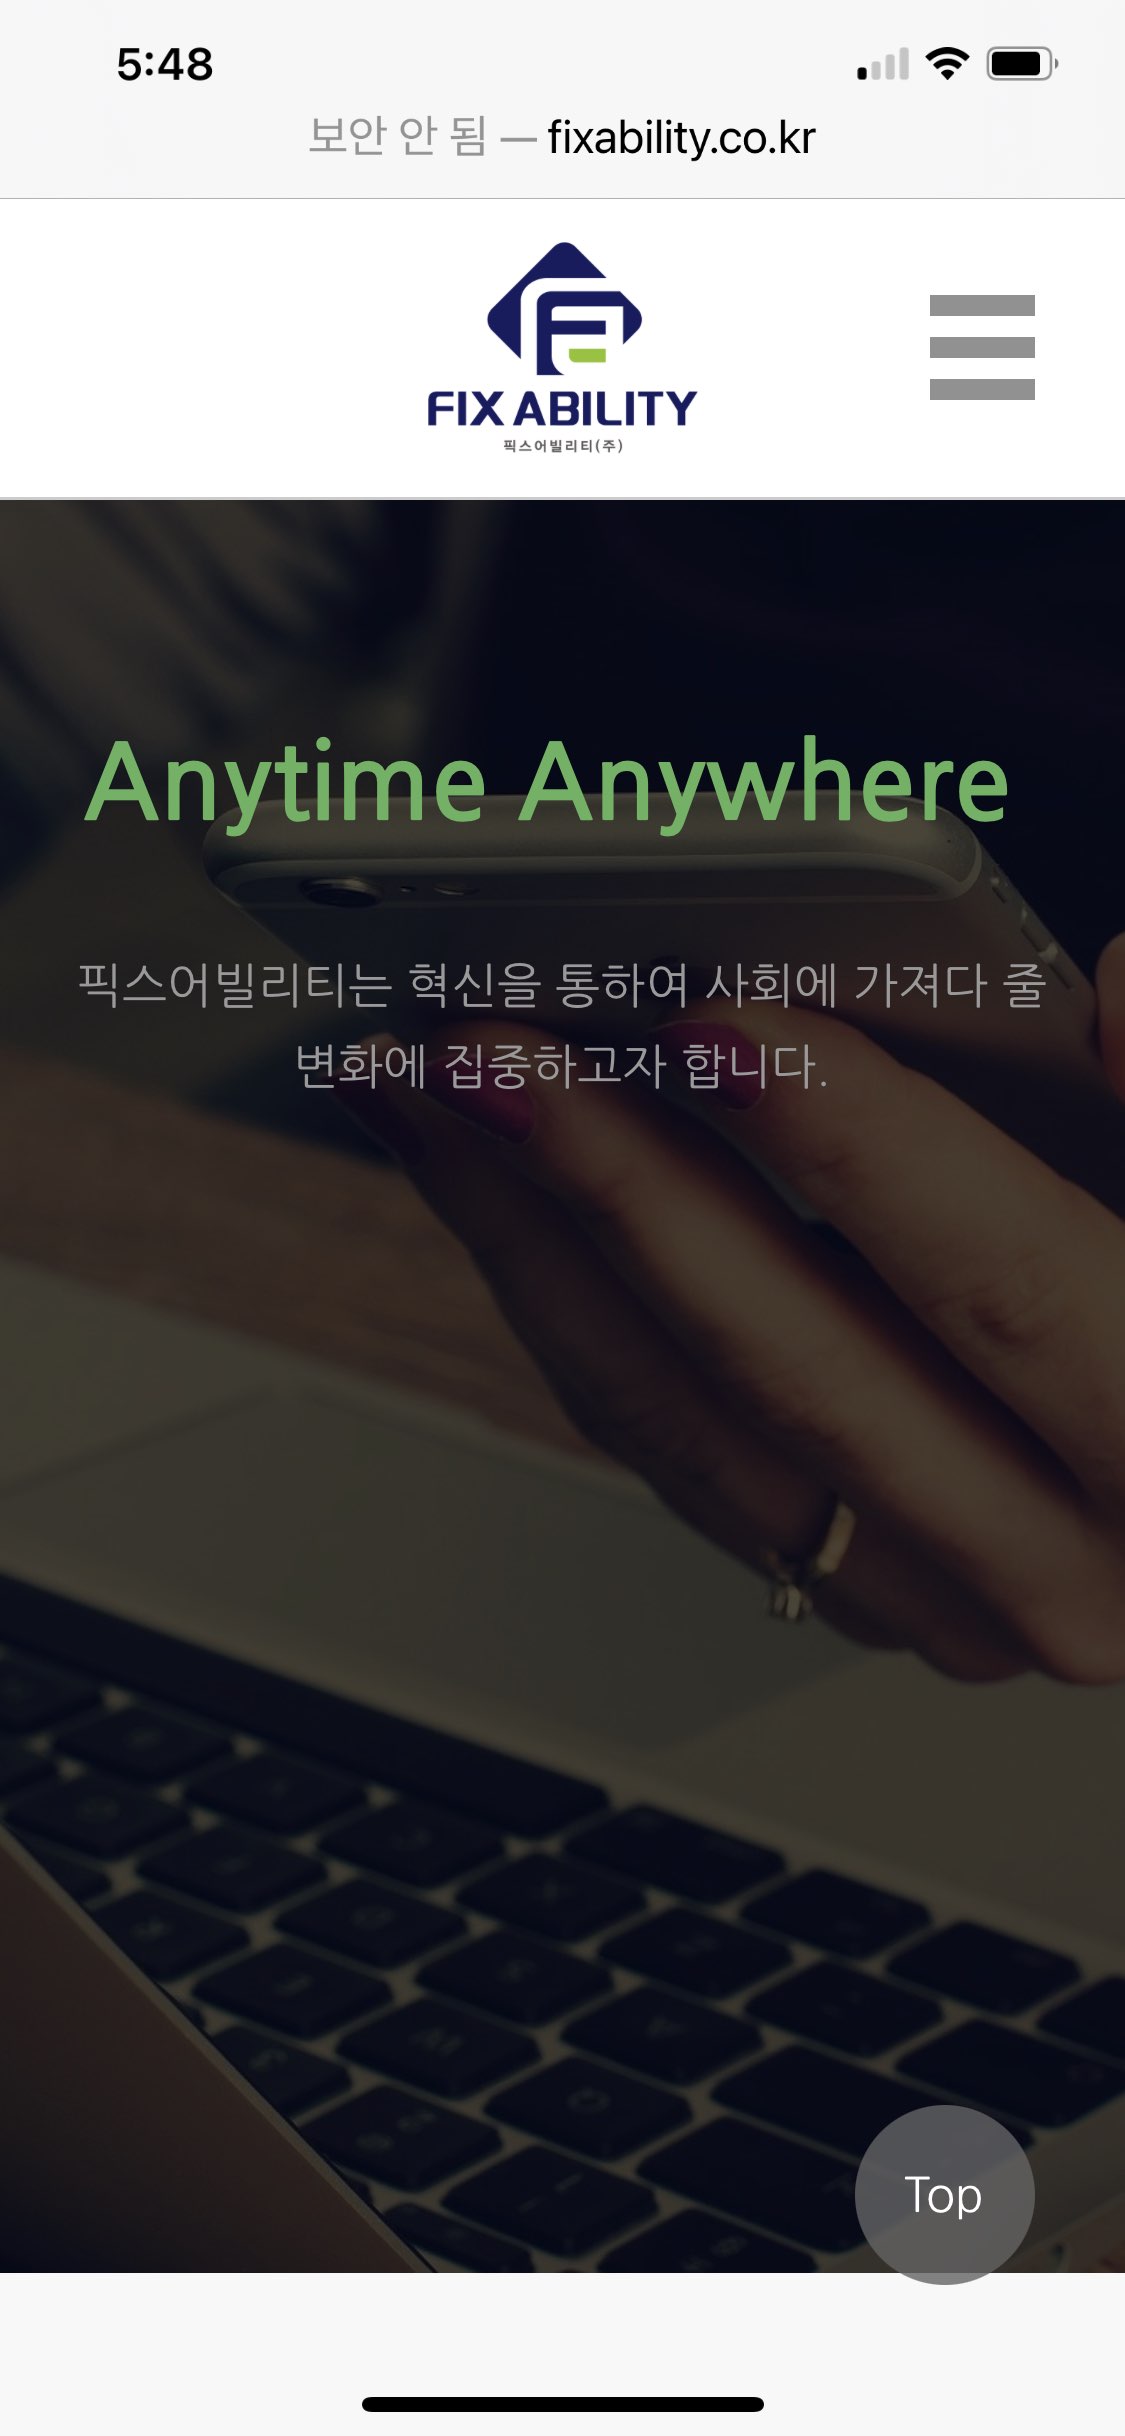 5:48
보안 안 됨 — fixability.co.kr
FIX ABILITY
픽스어빌리티(주)
Anytime Anywhere
픽스어빌리티는 혁신을 통하여 사회에 가져다 줄
변화에 집중하고자 합니다.
Top